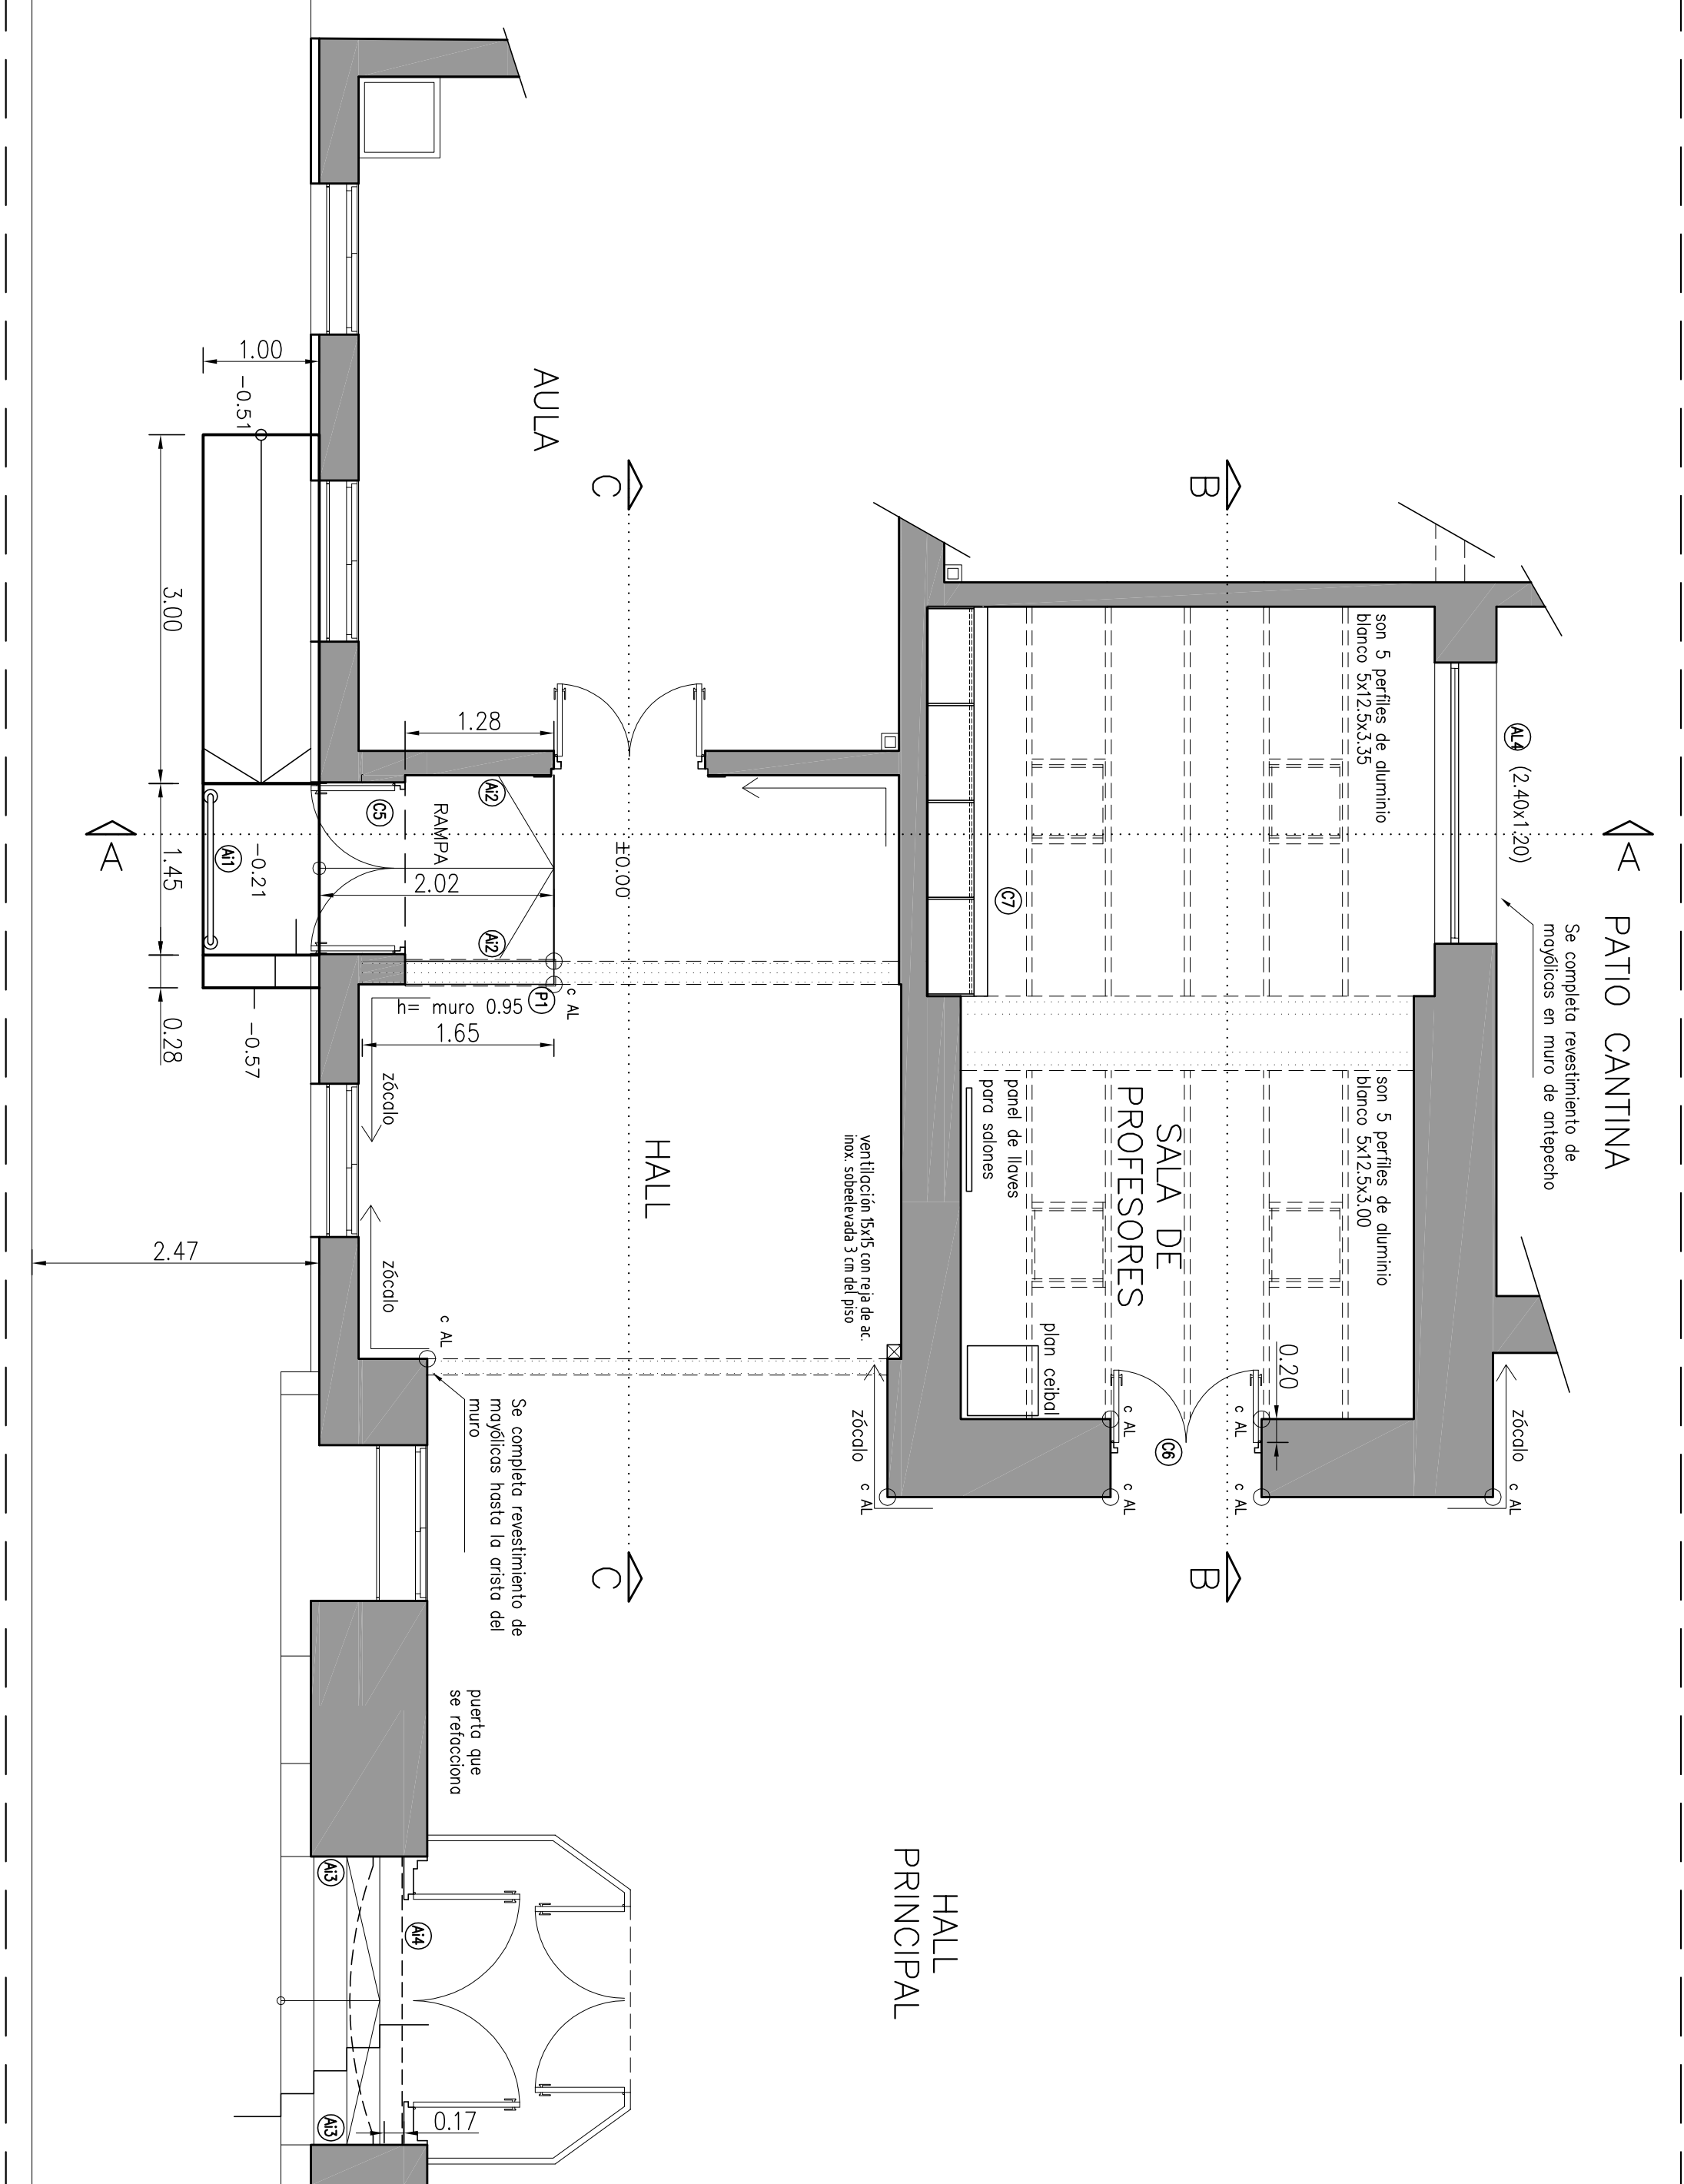 PATIO CANTINA
A
AL4 (2.40x1.20)
Se completa revestimiento de
mayólicas en muro de antepecho
zócalo
c AL
son 5 perfiles de aluminio
blanco 5x12.5x3.35
son 5 perfiles de aluminio
blanco 5x12.5x3.00
0.20
B
B
c AL
c AL
C6
c AL
c AL
SALA DE
PROFESORES
plan ceibal
C7
panel de llaves
para salones
ventilación 15x15 con reja de ac.
inox. sobeelevada 3 cm del piso
zócalo
c AL
HALL
PRINCIPAL
HALL
±0.00
C
C
AULA
c AL
P1
h= muro 0.95
1.65
1.28
Ai2
Ai2
RAMPA
2.02
C5
Se completa revestimiento de
mayólicas hasta la arista del
muro
c AL
puerta que
se refacciona
zócalo
zócalo
Ai4
Ai3
Ai3
0.17
1.00
-0.51
-0.21
Ai1
-0.57
3.00
1.45
0.28
2.47
A